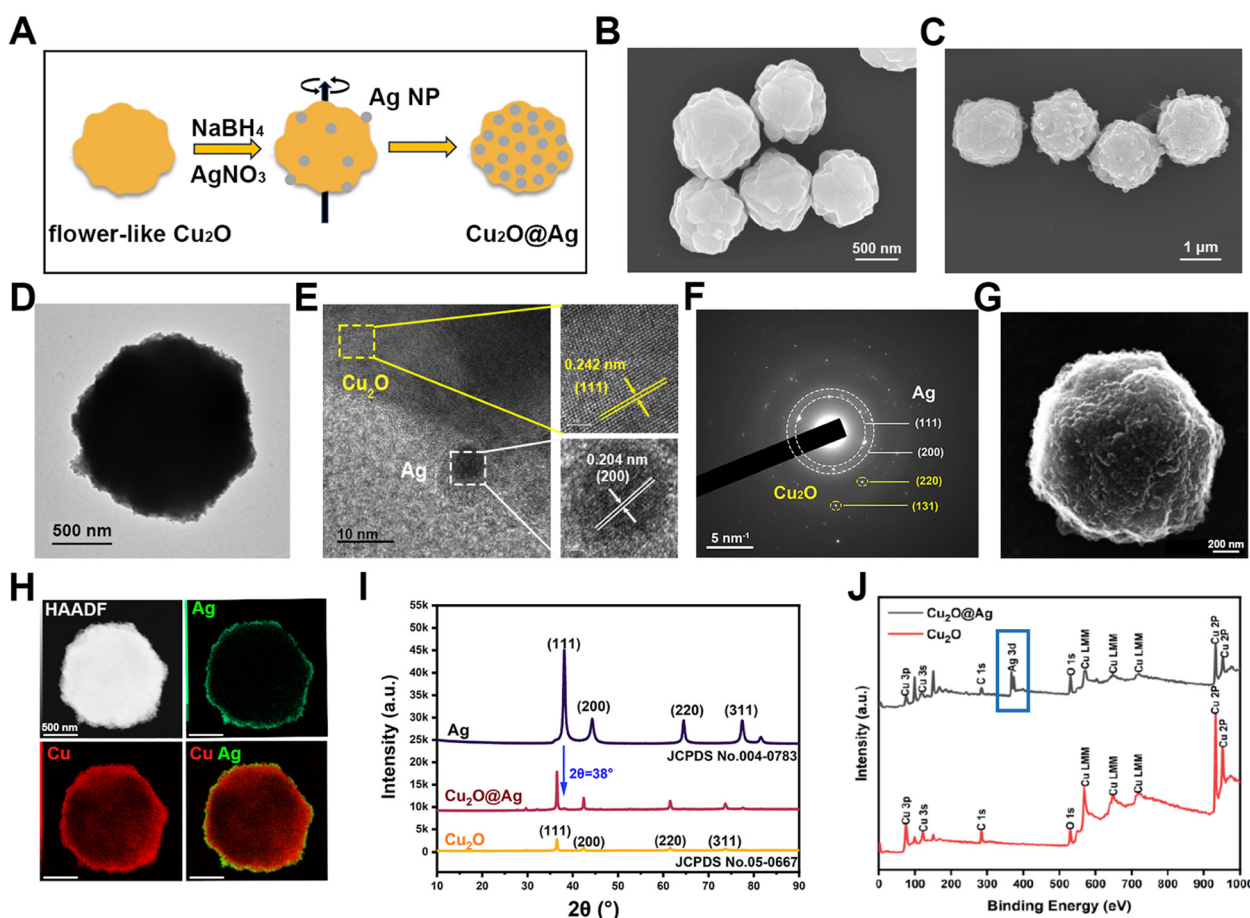 A
NaBH₄
AgNO₃
Ag NP
flower-like Cu₂O
Cu₂O@Ag
B
500 nm
C
1 μm
D
500 nm
E
Cu₂O
Ag
10 nm
0.242 nm
(111)
0.204 nm
(200)
F
Ag
(111)
(200)
Cu₂O
(220)
(131)
5 nm⁻¹
G
200 nm
H
HAADF
500 nm
Ag
Cu
Cu Ag
I
Intensity (a.u.)
55k
50k
45k
40k
35k
30k
25k
20k
15k
10k
5k
0
(111)
(200)
(220)
(311)
Ag
JCPDS No.004-0783
2θ=38°
Cu₂O@Ag
Cu₂O
(111)
(200)
(220)
(311)
JCPDS No.05-0667
10 20 30 40 50 60 70 80 90
2θ (°)
J
Intensity (a.u.)
Cu₂O@Ag
Cu₂O
Cu 3p
Cu 3s
C 1s
Ag 3d
O 1s
Cu LMM
Cu LMM
Cu LMM
Cu 2P
Cu 2P
Cu 3p
Cu 3s
C 1s
O 1s
Cu LMM
Cu LMM
Cu LMM
Cu 2P
Cu 2P
0 100 200 300 400 500 600 700 800 900 1000
Binding Energy (eV)